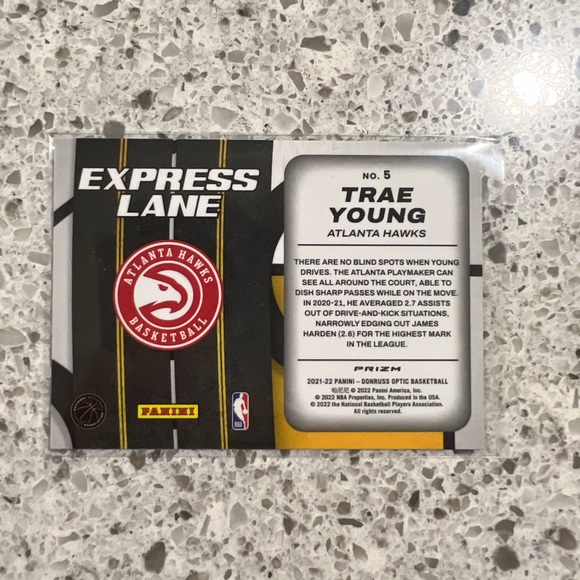 EXPRESS
LANE
ATLANTA HAWKS
BASKETBALL
PANINI
NBA
NO. 5
TRAE
YOUNG
ATLANTA HAWKS
THERE ARE NO BLIND SPOTS WHEN YOUNG
DRIVES. THE ATLANTA PLAYMAKER CAN
SEE ALL AROUND THE COURT, ABLE TO
DISH SHARP PASSES WHILE ON THE MOVE.
IN 2020-21, HE AVERAGED 2.7 ASSISTS
OUT OF DRIVE-AND-KICK SITUATIONS,
NARROWLY EDGING OUT JAMES
HARDEN (2.6) FOR THE HIGHEST MARK
IN THE LEAGUE.
PRIZM
2021-22 PANINI – DONRUSS OPTIC BASKETBALL
帕尼尼 © 2022 Panini America, Inc.
© 2022 NBA Properties, Inc. Produced in the USA.
© 2022 the National Basketball Players Association.
All rights reserved.